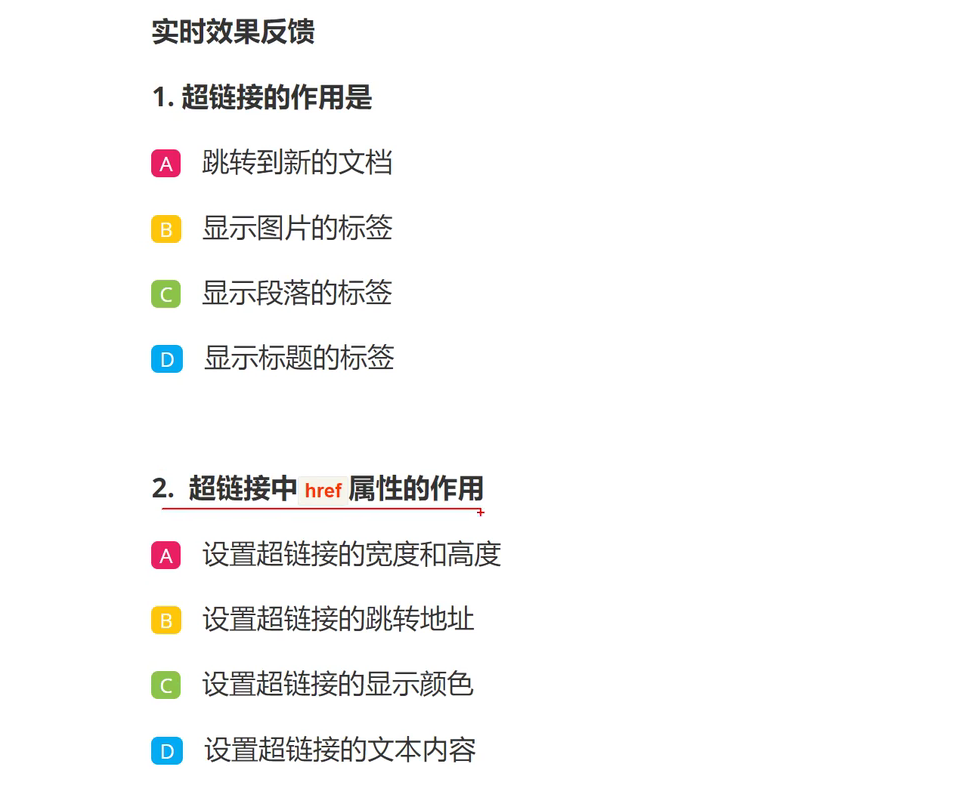 实时效果反馈
1. 超链接的作用是
A 跳转到新的文档
B 显示图片的标签
C 显示段落的标签
D 显示标题的标签
2. 超链接中 href 属性的作用
A 设置超链接的宽度和高度
B 设置超链接的跳转地址
C 设置超链接的显示颜色
D 设置超链接的文本内容